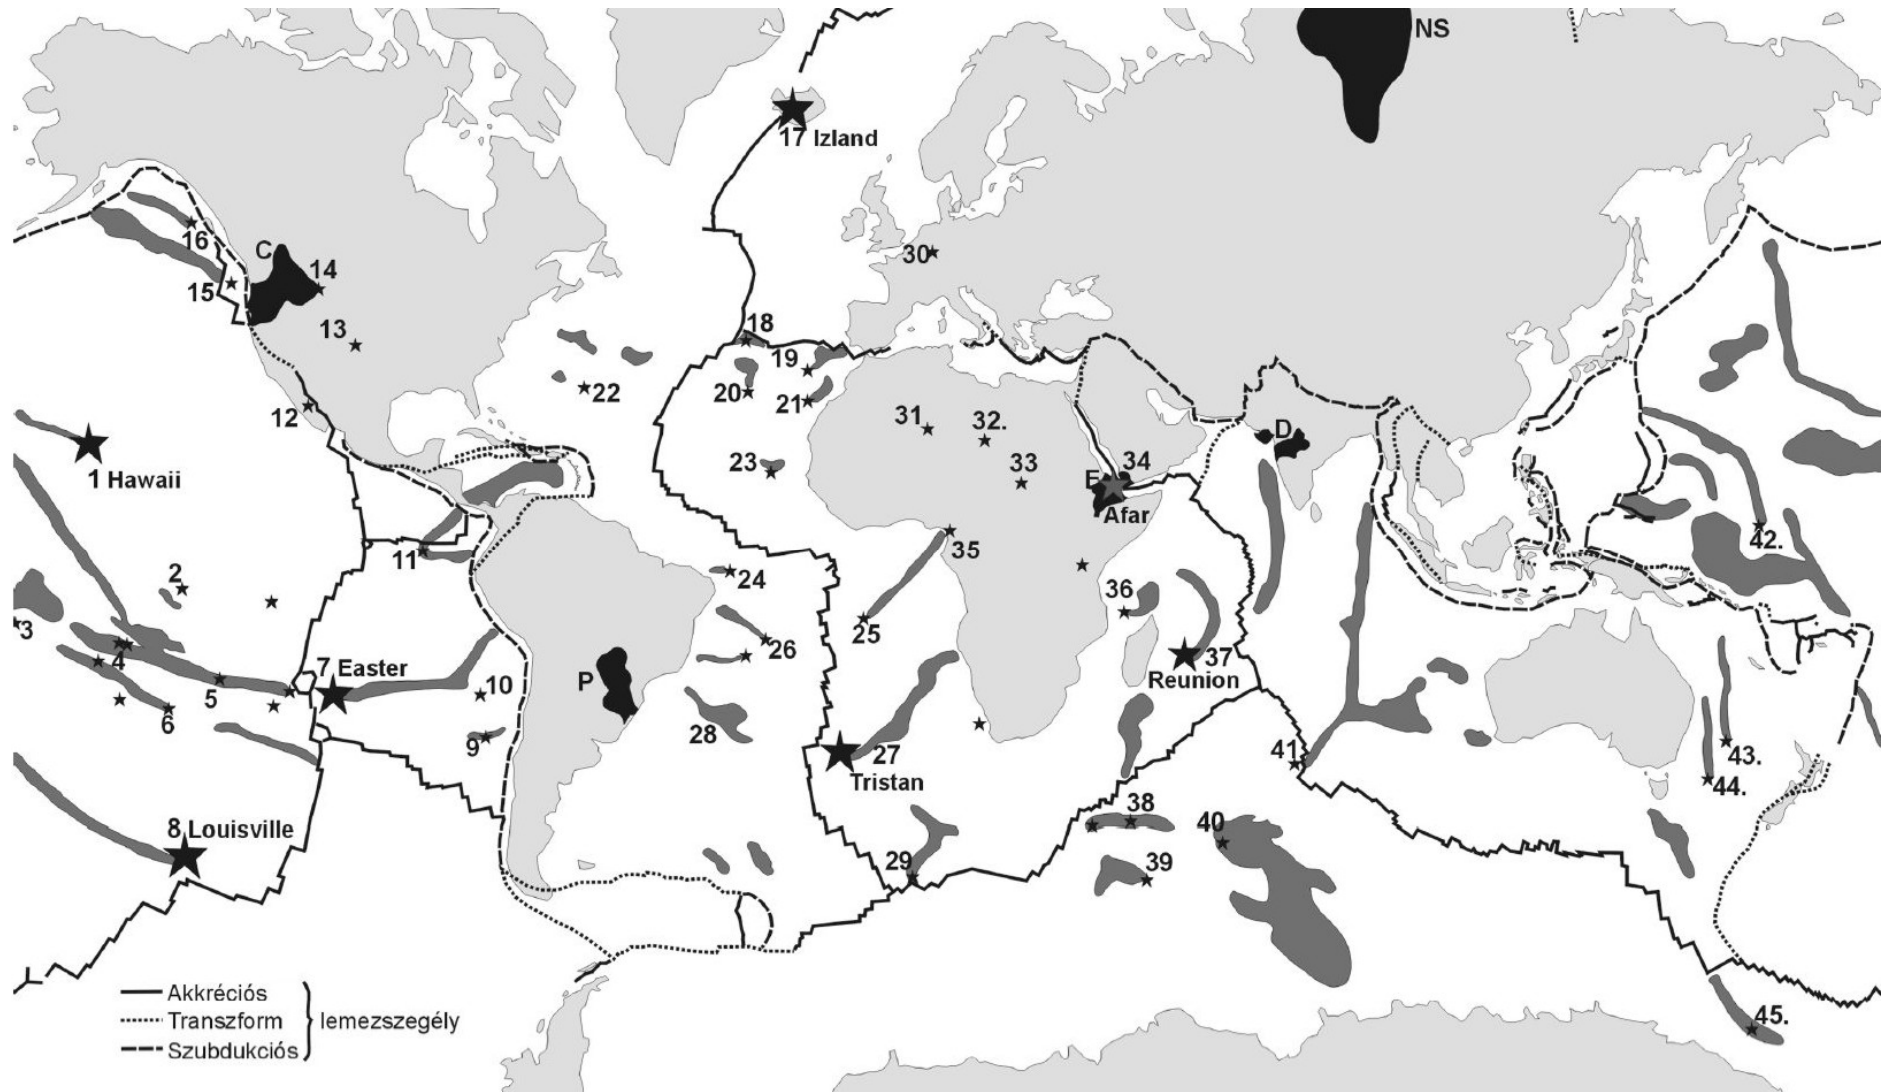 NS
17 Izland
16
C
14
15
30
13
18
19
22
20
21
12
31
32.
D
23
33
34
E
1 Hawaii
Afar
35
42.
11
2
24
36
3
25
4
26
37
7 Easter
P
Reunion
5
10
6
28
9
27
41
43.
Tristan
44.
8 Louisville
38
40
29
39
Akkréciós
Transzform
lemezszegély
Szubdukciós
45.